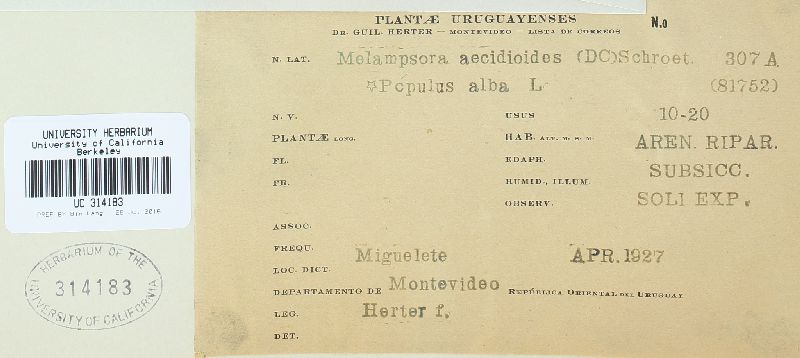 PLANTÆ URUGUAYENSES
N.o
DR. GUIL. HERTER — MONTEVIDEO — LISTA DE CORREOS
N. LAT. Melampsora aecidioides (DC)Schroet. 307A
☆Populus alba L (81752)
N. V. USUS 10-20
PLANTÆ LONG. HAB. ALT. M. S. M. AREN. RIPAR.
FL. EDAPH. SUBSICC.
FR. HUMID., ILLUM. SOLI EXP.
OBSERV.
ASSOC.
FREQU. Miguelete APR. 1927
LOC. DICT.
DEPARTAMENTO DE Montevideo REPÚBLICA ORIENTAL DEL URUGUAY
LEG. Herter f.
DET.
UNIVERSITY HERBARIUM
University of California
Berkeley
UC 314183
HERBARIUM OF THE
314183
UNIVERSITY OF CALIFORNIA